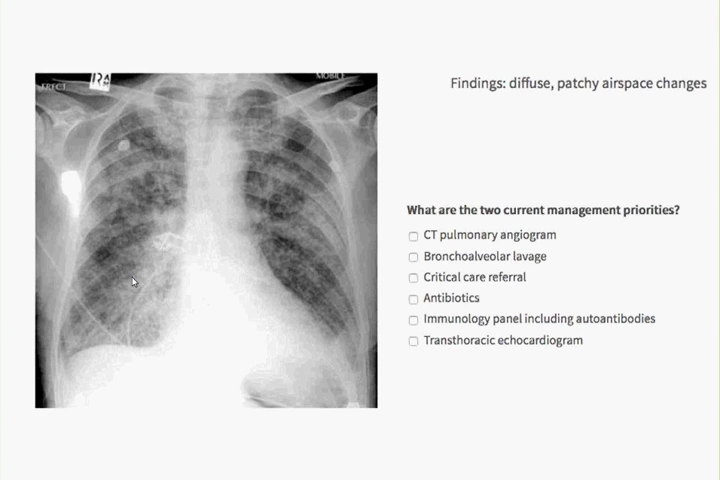 R
ERECT
MOBILE
Findings: diffuse, patchy airspace changes
What are the two current management priorities?
CT pulmonary angiogram
Bronchoalveolar lavage
Critical care referral
Antibiotics
Immunology panel including autoantibodies
Transthoracic echocardiogram